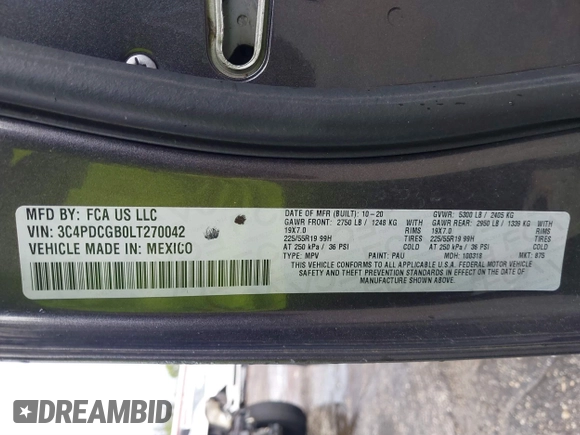 MFD BY: FCA US LLC
VIN: 3C4PDCGB0LT270042
VEHICLE MADE IN: MEXICO
DATE OF MFR (BUILT): 10-20
GVWR: 5300 LB / 2405 KG
GAWR FRONT: 2750 LB / 1248 KG WITH
GAWR REAR: 2950 LB / 1339 KG WITH
19X7.0 RIMS
19X7.0 RIMS
225/55R19 99H TIRES
225/55R19 99H TIRES
AT 250 kPa / 36 PSI COLD
AT 250 kPa / 36 PSI COLD
TYPE: MPV PAINT: PAU MDH: 100318 MKT: 875
THIS VEHICLE CONFORMS TO ALL APPLICABLE U.S.A. FEDERAL MOTOR VEHICLE
SAFETY AND THEFT PREVENTION STANDARDS IN EFFECT ON THE DATE OF
MANUFACTURE SHOWN ABOVE.
DREAMBID